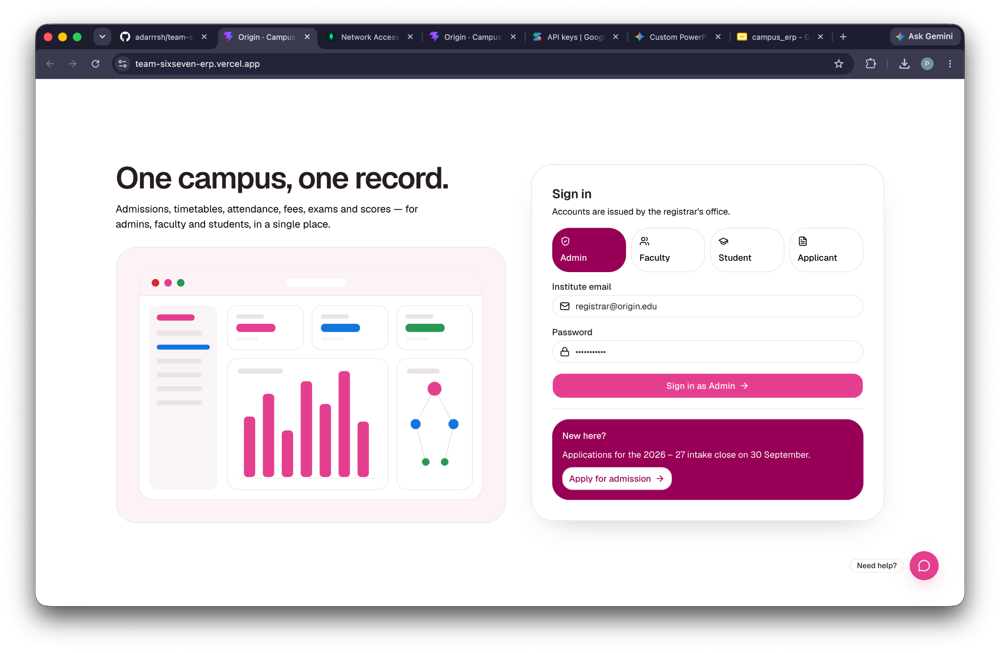 adarrrsh/team-s
Origin · Campus
Network Access
Origin · Campus
API keys | Googl
Custom PowerP
campus_erp - G
Ask Gemini
team-sixseven-erp.vercel.app
P
One campus, one record.
Admissions, timetables, attendance, fees, exams and scores — for
admins, faculty and students, in a single place.
Sign in
Accounts are issued by the registrar's office.
Admin
Faculty
Student
Applicant
Institute email
registrar@origin.edu
Password
•••••••••••
Sign in as Admin →
New here?
Applications for the 2026 – 27 intake close on 30 September.
Apply for admission →
Need help?